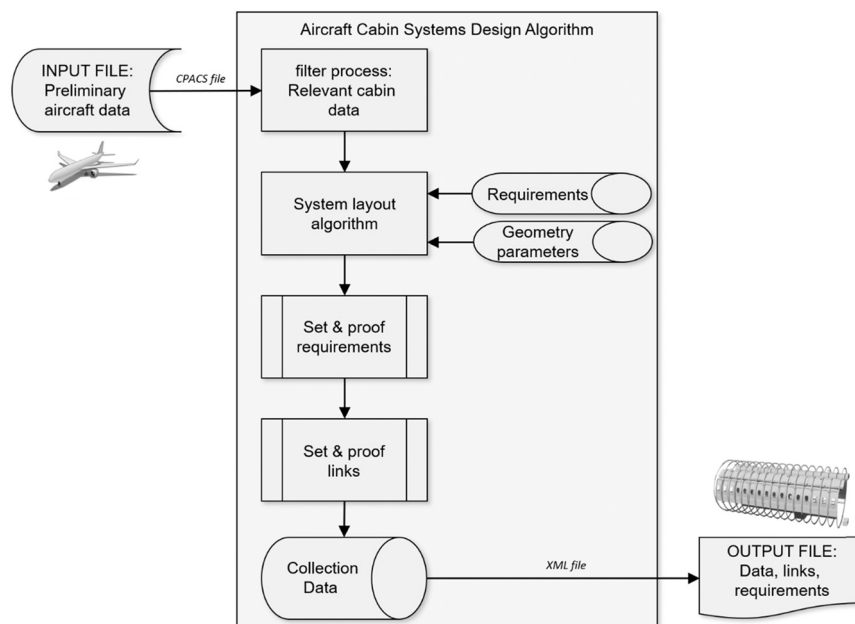 Aircraft Cabin Systems Design Algorithm
INPUT FILE:
Preliminary
aircraft data
CPACS file
filter process:
Relevant cabin
data
System layout
algorithm
Requirements
Geometry
parameters
Set & proof
requirements
Set & proof
links
Collection
Data
XML file
OUTPUT FILE:
Data, links,
requirements